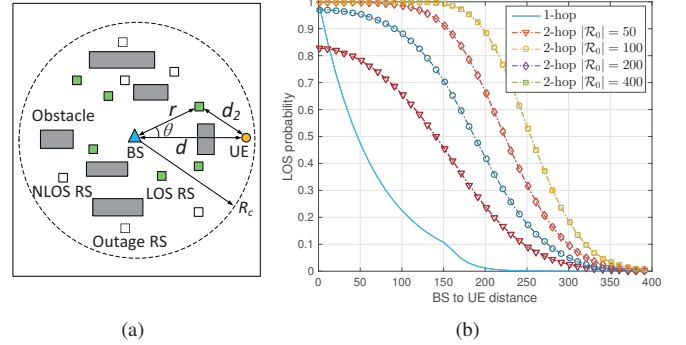 Obstacle
r
d₂
θ
d
BS
UE
NLOS RS
LOS RS
R_c
Outage RS
(a)
1
0.9
0.8
0.7
0.6
0.5
0.4
0.3
0.2
0.1
0
LOS probability
0 50 100 150 200 250 300 350 400
BS to UE distance
1-hop
2-hop |R₀| = 50
2-hop |R₀| = 100
2-hop |R₀| = 200
2-hop |R₀| = 400
(b)